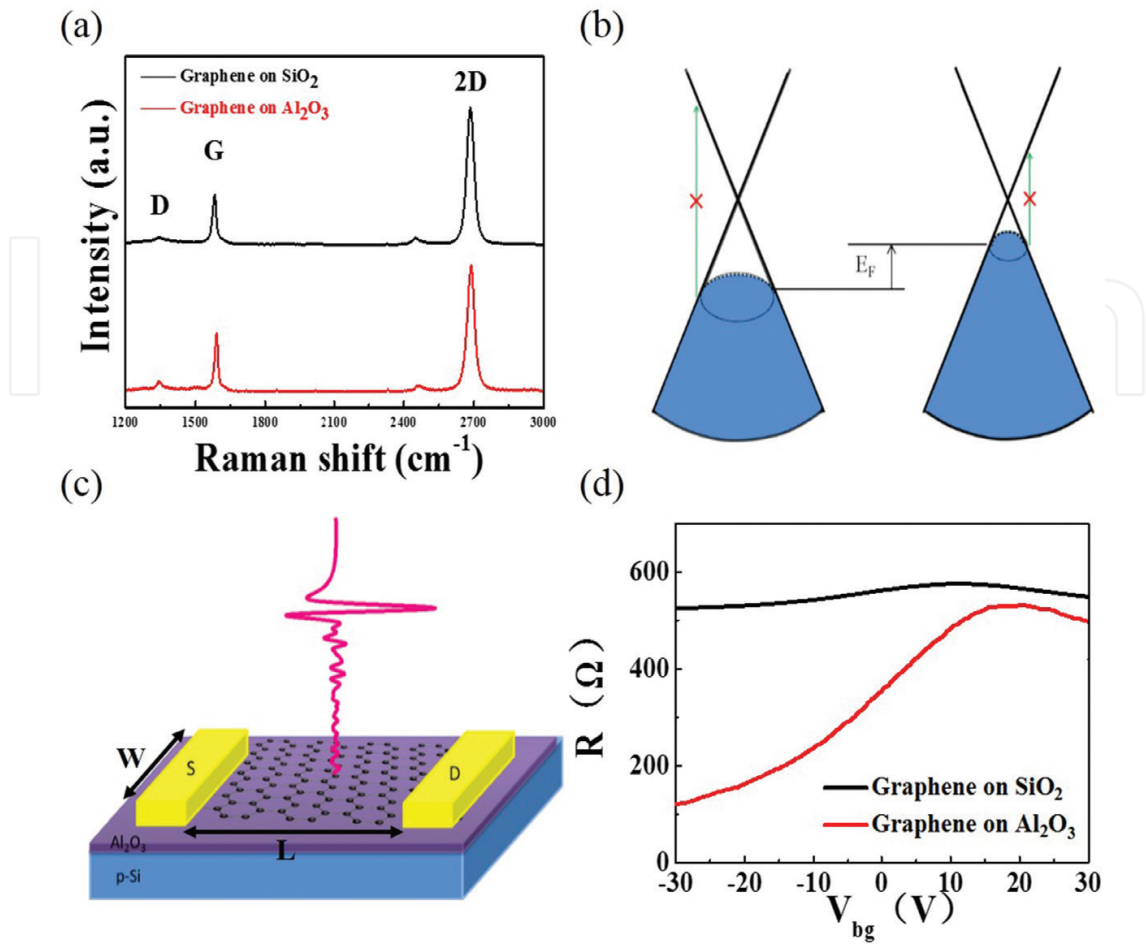 (a)
Graphene on SiO₂
Graphene on Al₂O₃
D
G
2D
Intensity (a.u.)
1200 1500 1800 2100 2400 2700 3000
Raman shift (cm⁻¹)
(b)
E_F
(c)
W
S
D
L
Al₂O₃
p-Si
(d)
600
400
200
0
R (Ω)
Graphene on SiO₂
Graphene on Al₂O₃
-30 -20 -10 0 10 20 30
V_bg (V)